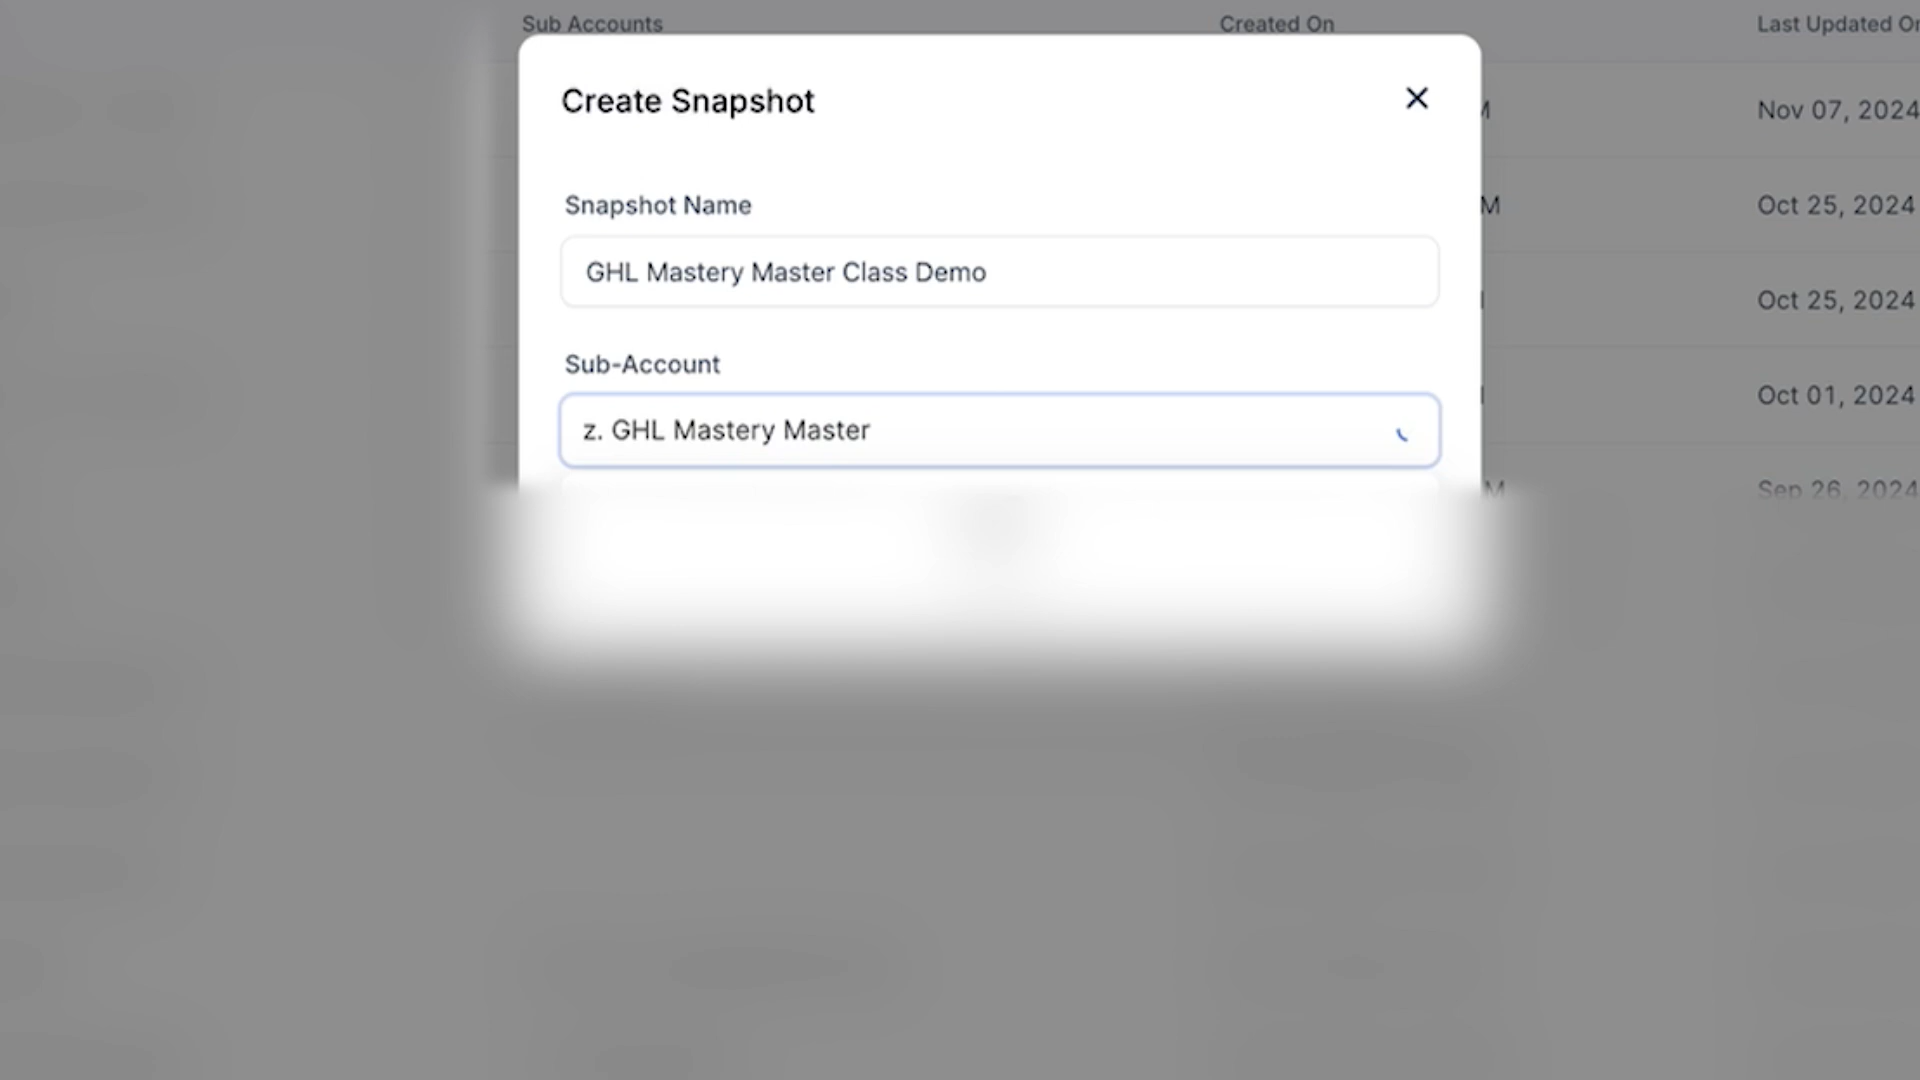 Sub Accounts Created On Last Updated On
Create Snapshot
Nov 07, 2024
Snapshot Name
M Oct 25, 2024
GHL Mastery Master Class Demo
Oct 25, 2024
Sub-Account
Oct 01, 2024
z. GHL Mastery Master
M Sep 26, 2024